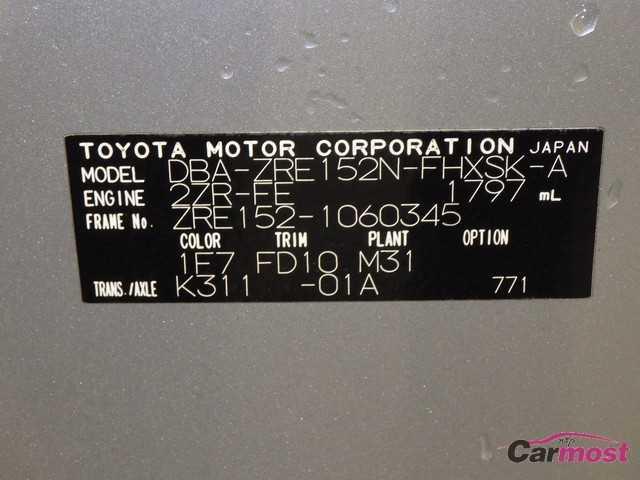 TOYOTA MOTOR CORPORATION JAPAN
MODEL DBA-ZRE152N-FHXSK-A
ENGINE 2ZR-FE 1797 mL
FRAME No. ZRE152-1060345
COLOR TRIM PLANT OPTION
1F7 FD10 M31
TRANS./AXLE K311 -01A 771
Carmost